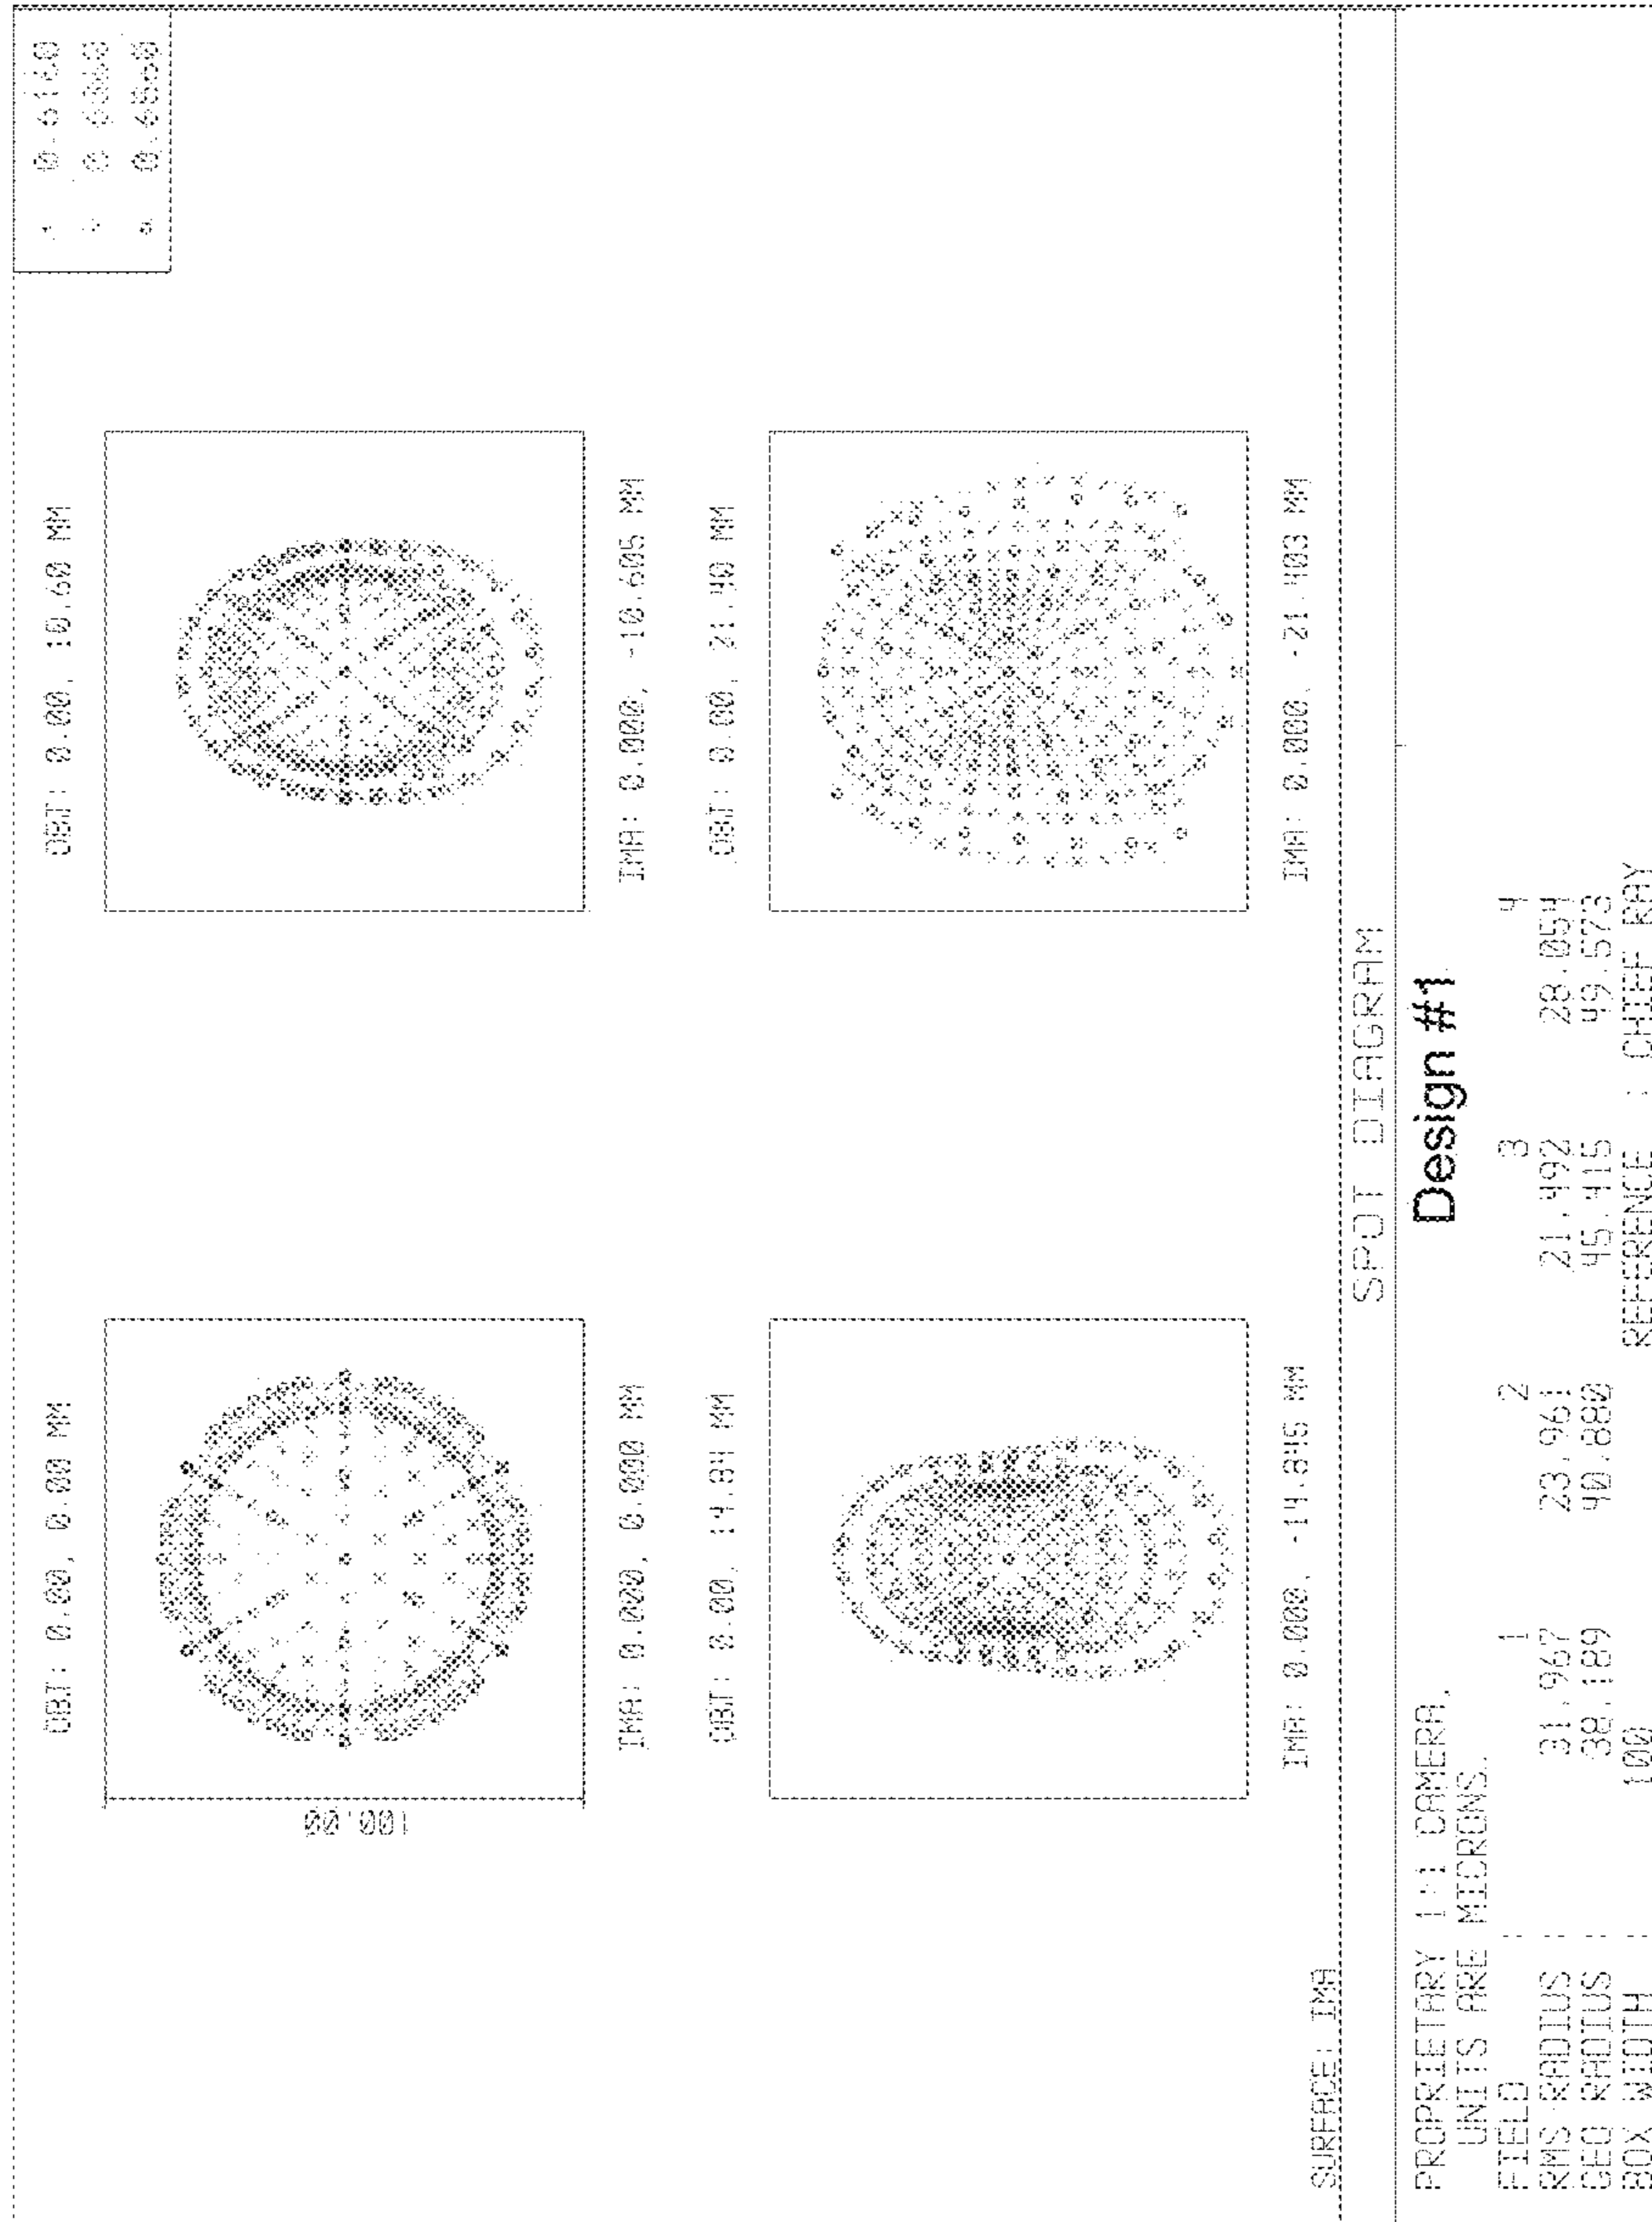 0.6160
OBJ: 0.00, 0.00 MM
OBJ: 0.00, 10.60 MM
100.00
IMA: 0.000, 0.000 MM
IMA: 0.000, -10.605 MM
OBJ: 0.00, 14.84 MM
OBJ: 0.00, 21.40 MM
IMA: 0.000, -14.845 MM
IMA: 0.000, -21.403 MM
SURFACE: IMA
SPOT DIAGRAM
Design #1
PROPRIETARY 1:1 CAMERA.
UNITS ARE MICRONS.
FIELD : 1 2 3 4
RMS RADIUS : 31.967 23.961 21.492 28.054
GEO RADIUS : 38.189 40.880 45.415 49.573
BOX WIDTH : 100 REFERENCE : CHIEF RAY